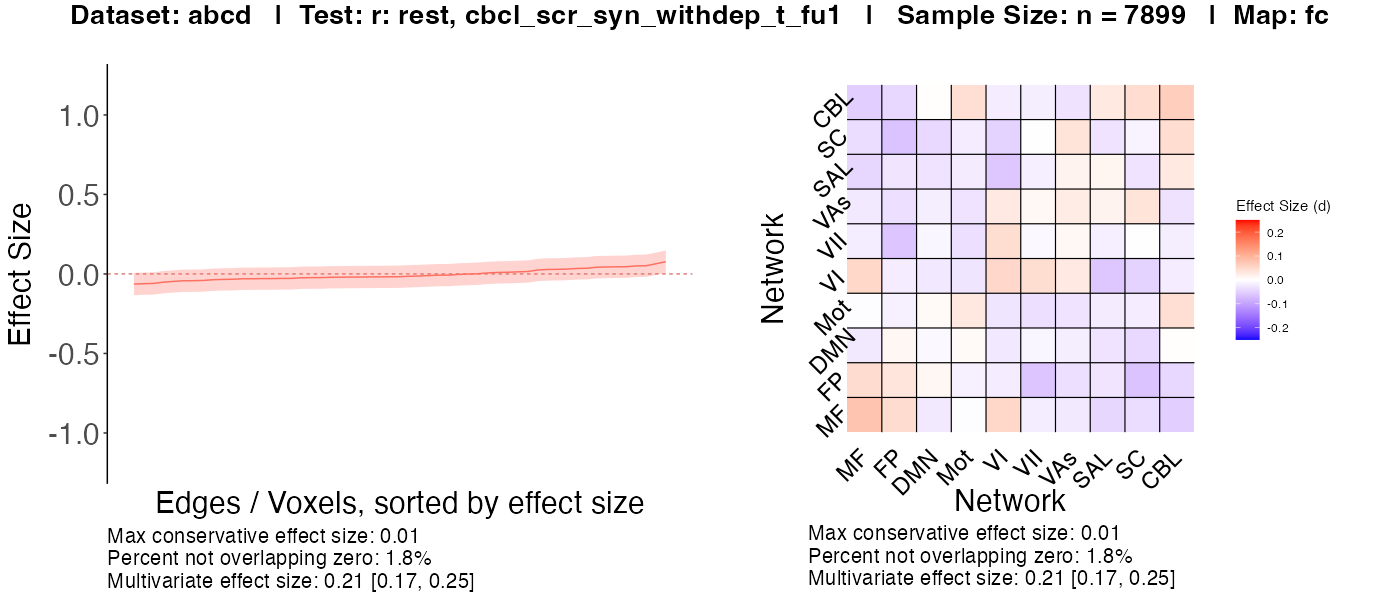 Dataset: abcd | Test: r: rest, cbcl_scr_syn_withdep_t_fu1 | Sample Size: n = 7899 | Map: fc
Effect Size
1.0
0.5
0.0
-0.5
-1.0
Edges / Voxels, sorted by effect size
Max conservative effect size: 0.01
Percent not overlapping zero: 1.8%
Multivariate effect size: 0.21 [0.17, 0.25]
Network
CBL
SC
SAL
VAs
VII
VI
Mot
DMN
FP
MF
MF
FP
DMN
Mot
VI
VII
VAs
SAL
SC
CBL
Network
Max conservative effect size: 0.01
Percent not overlapping zero: 1.8%
Multivariate effect size: 0.21 [0.17, 0.25]
Effect Size (d)
0.2
0.1
0.0
-0.1
-0.2